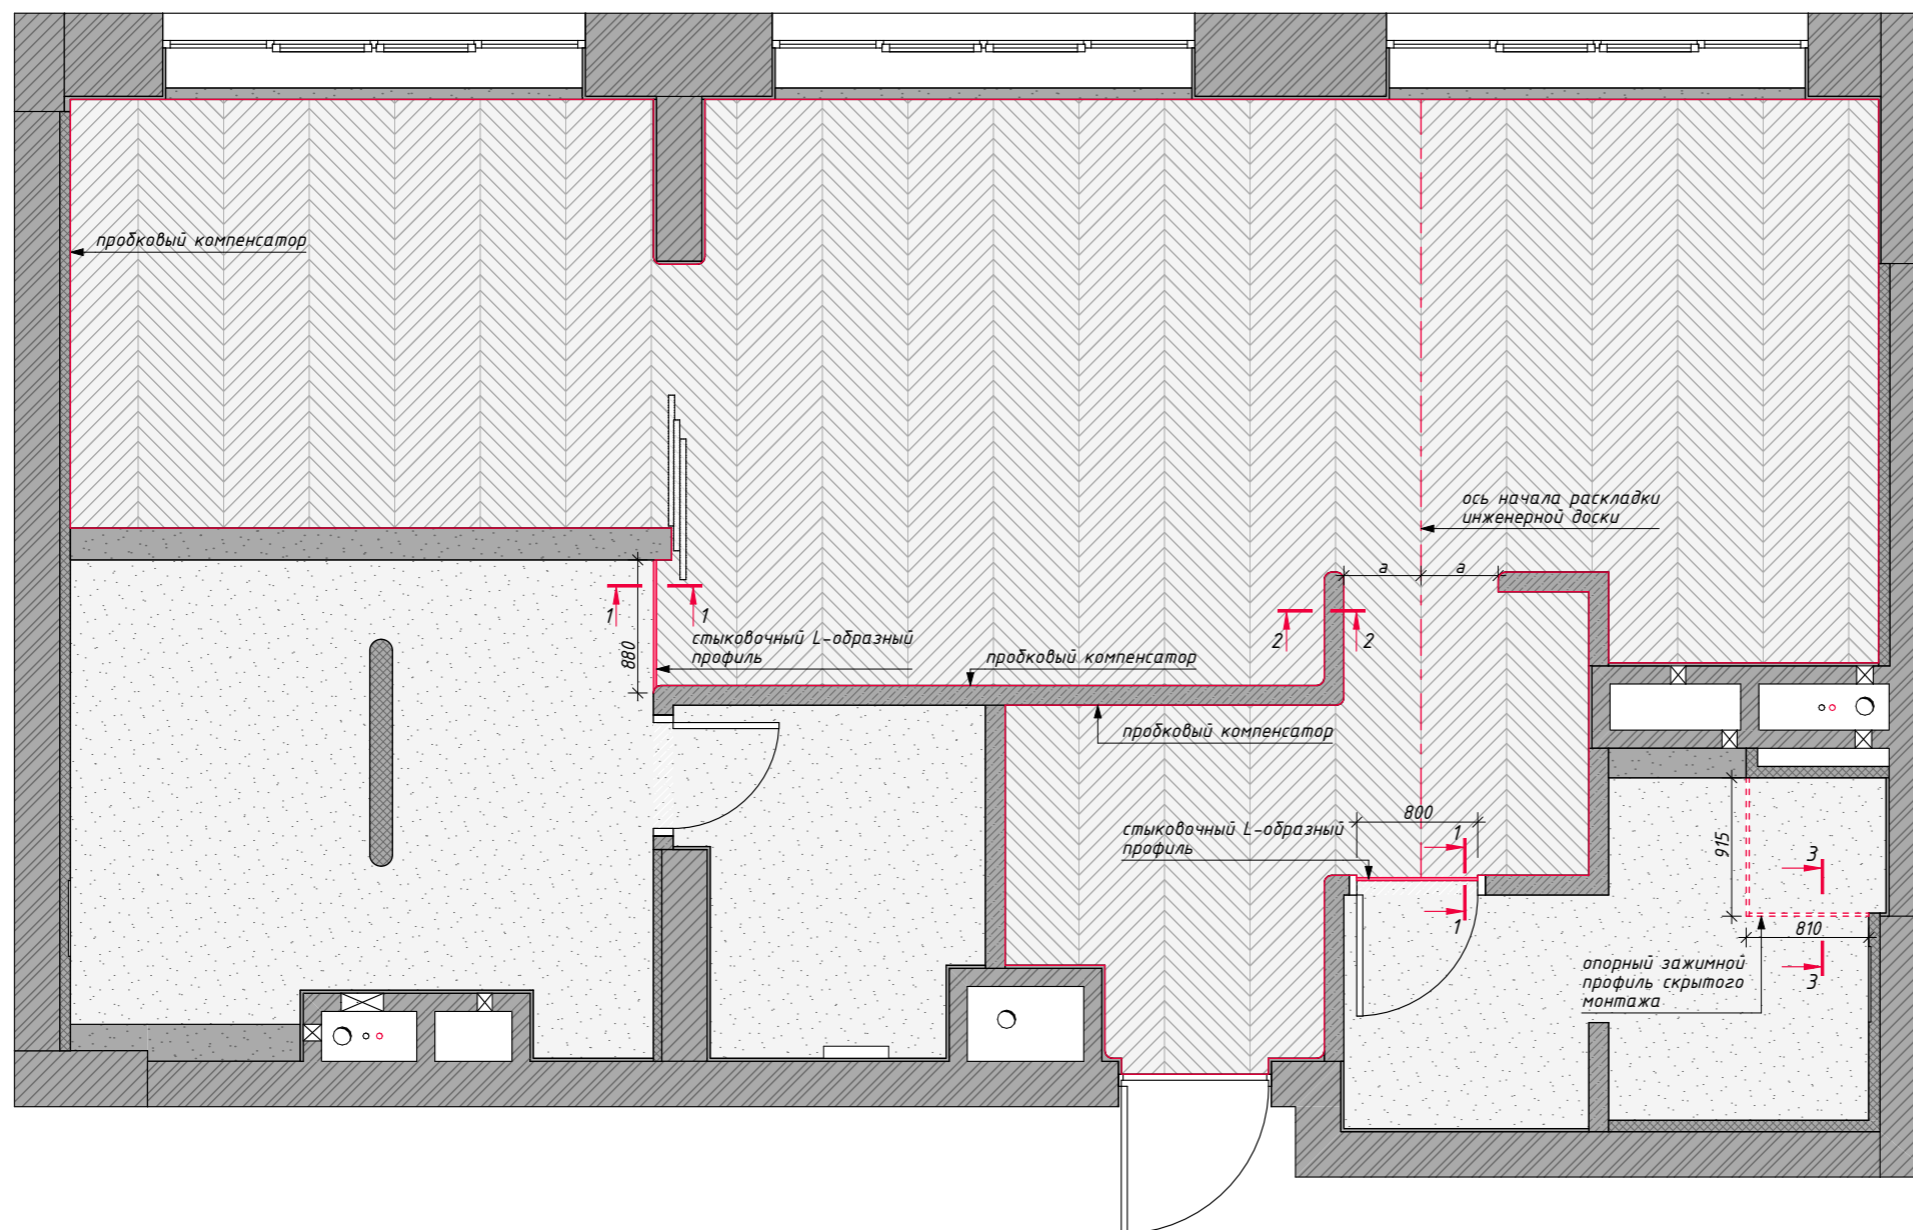 пробковый компенсатор
ось начала раскладки
инженерной доски
а
а
1
1
880
стыковочный L-образный
профиль
пробковый компенсатор
2
2
пробковый компенсатор
800
1
стыковочный L-образный
профиль
1
915
3
810
3
опорный зажимной
профиль скрытого
монтажа